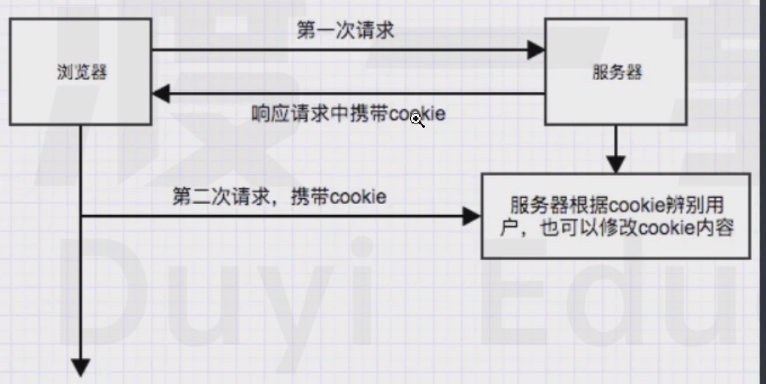 第一次请求
浏览器
服务器
响应请求中携带cookie
第二次请求，携带cookie
服务器根据cookie辨别用
户，也可以修改cookie内容
Duyi Edu